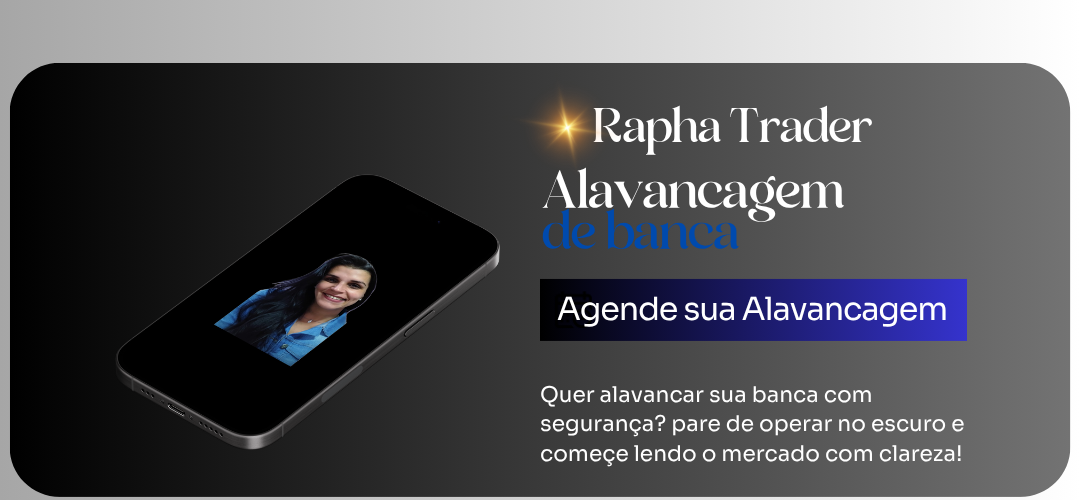 Rapha Trader
Alavancagem
de banca
Agende sua Alavancagem
Quer alavancar sua banca com
segurança? pare de operar no escuro e
começe lendo o mercado com clareza!